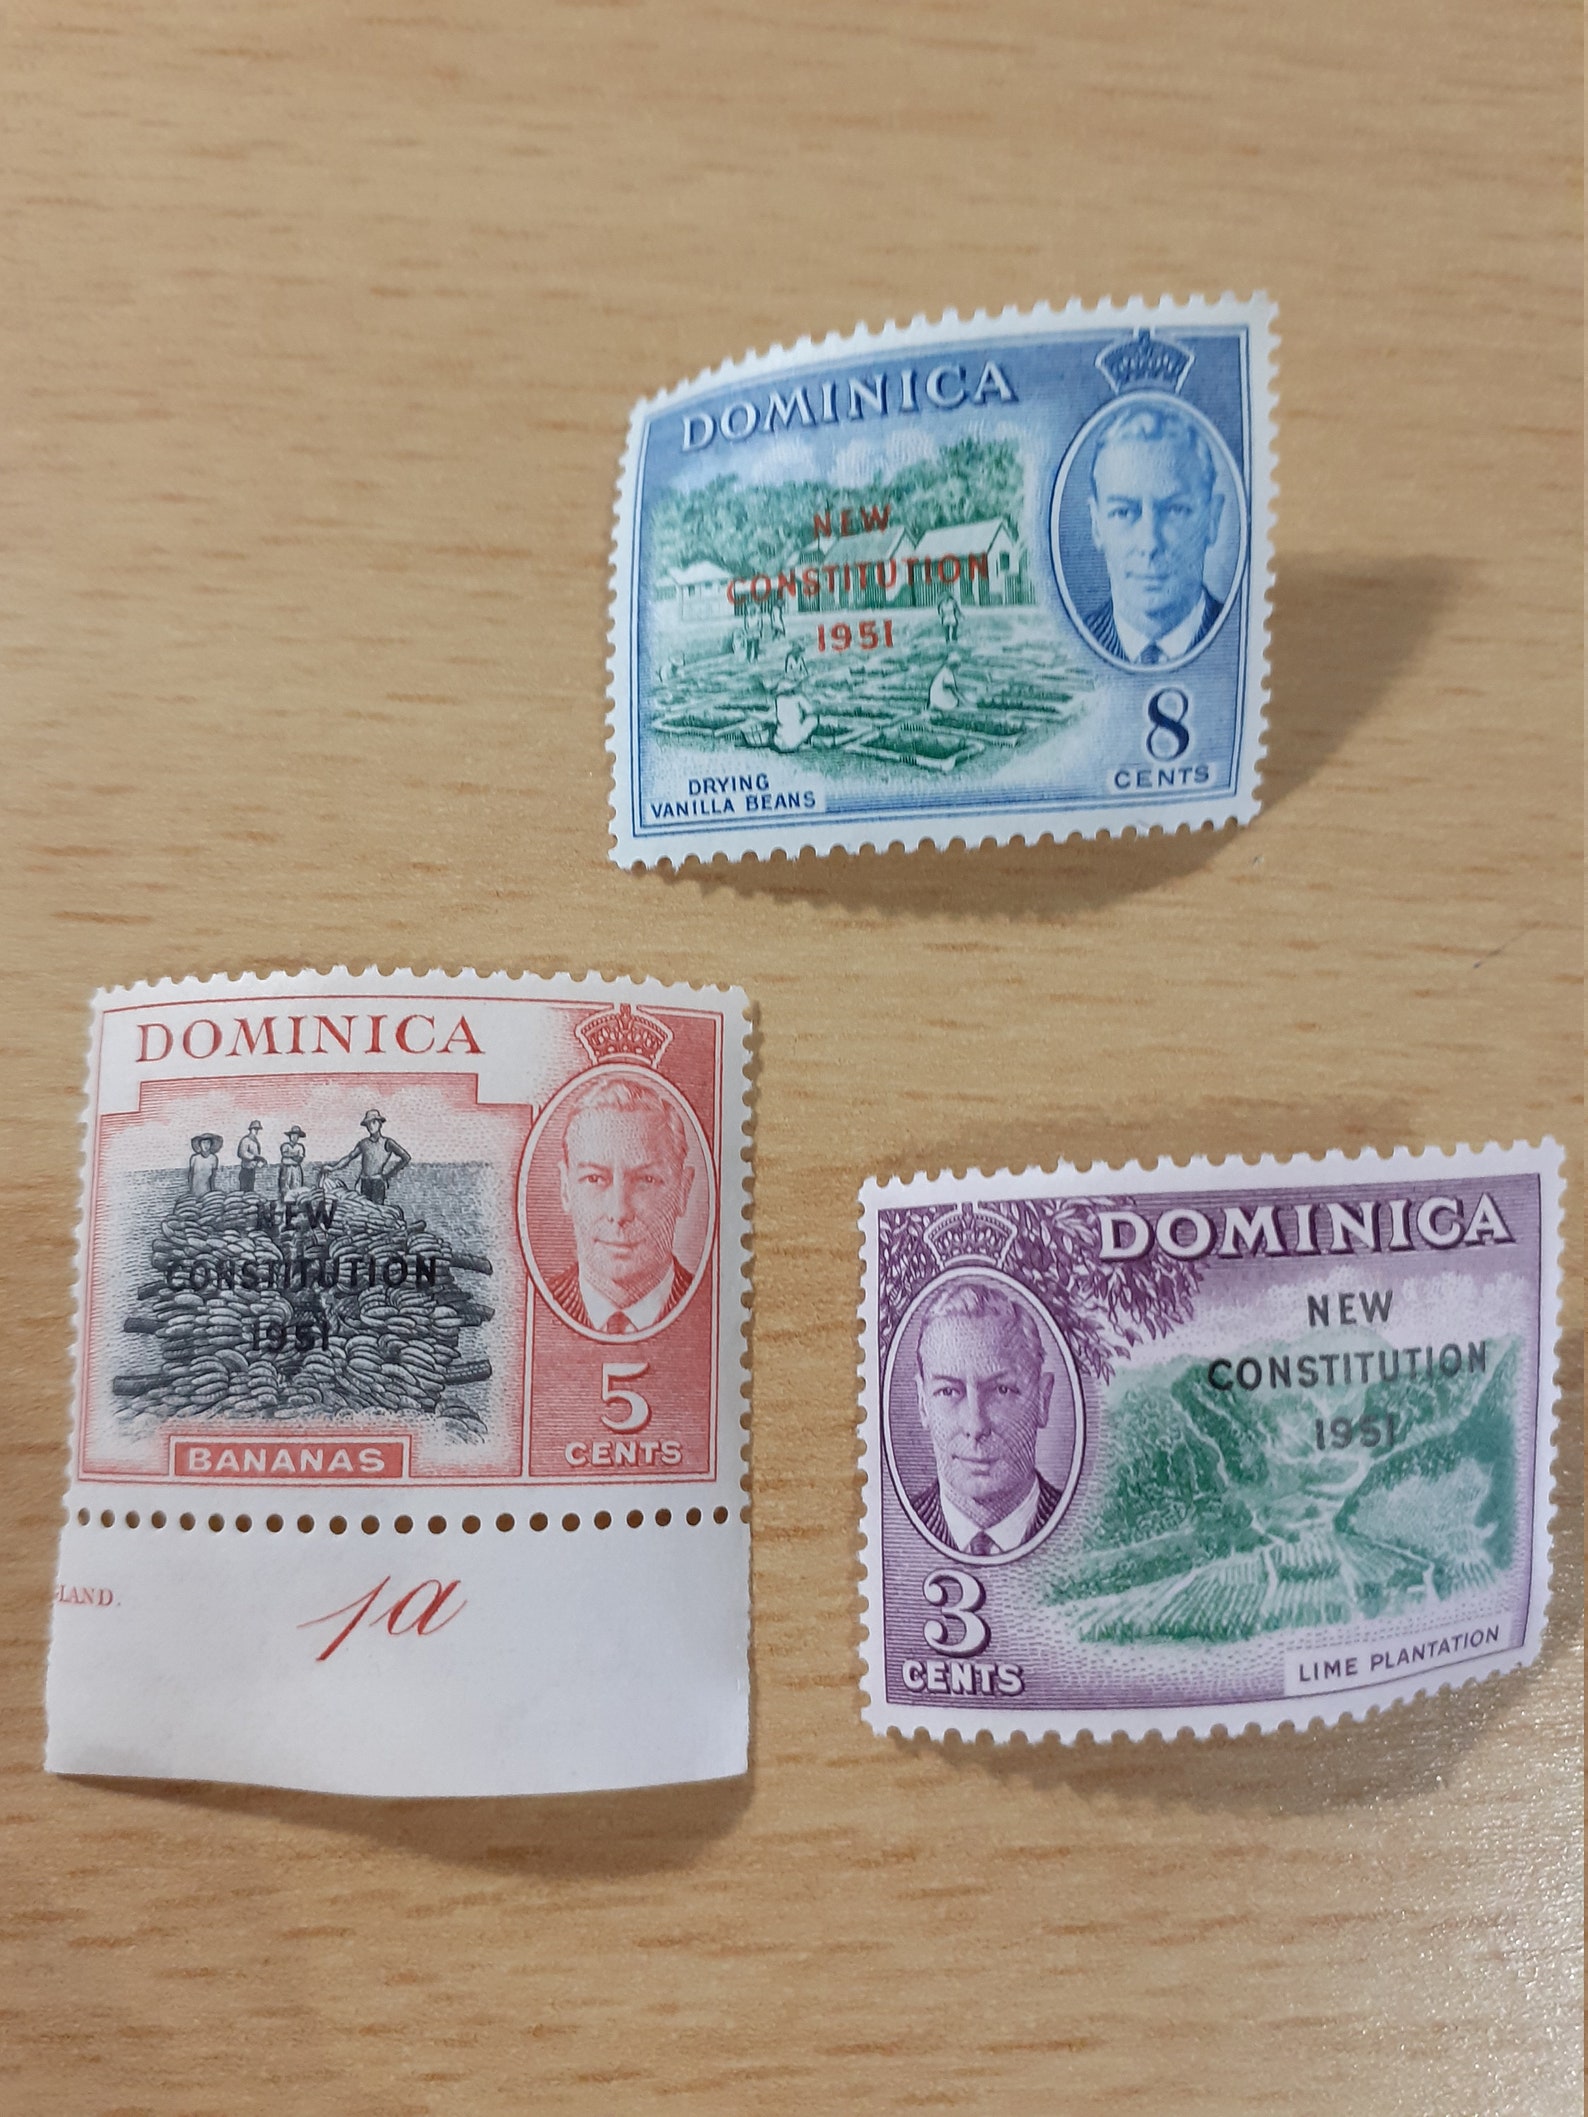 DOMINICA
NEW
CONSTITUTION
1951
8
CENTS
DRYING
VANILLA BEANS
DOMINICA
NEW
CONSTITUTION
1951
5
CENTS
BANANAS
LAND.
1a
DOMINICA
NEW
CONSTITUTION
1951
3
CENTS
LIME PLANTATION